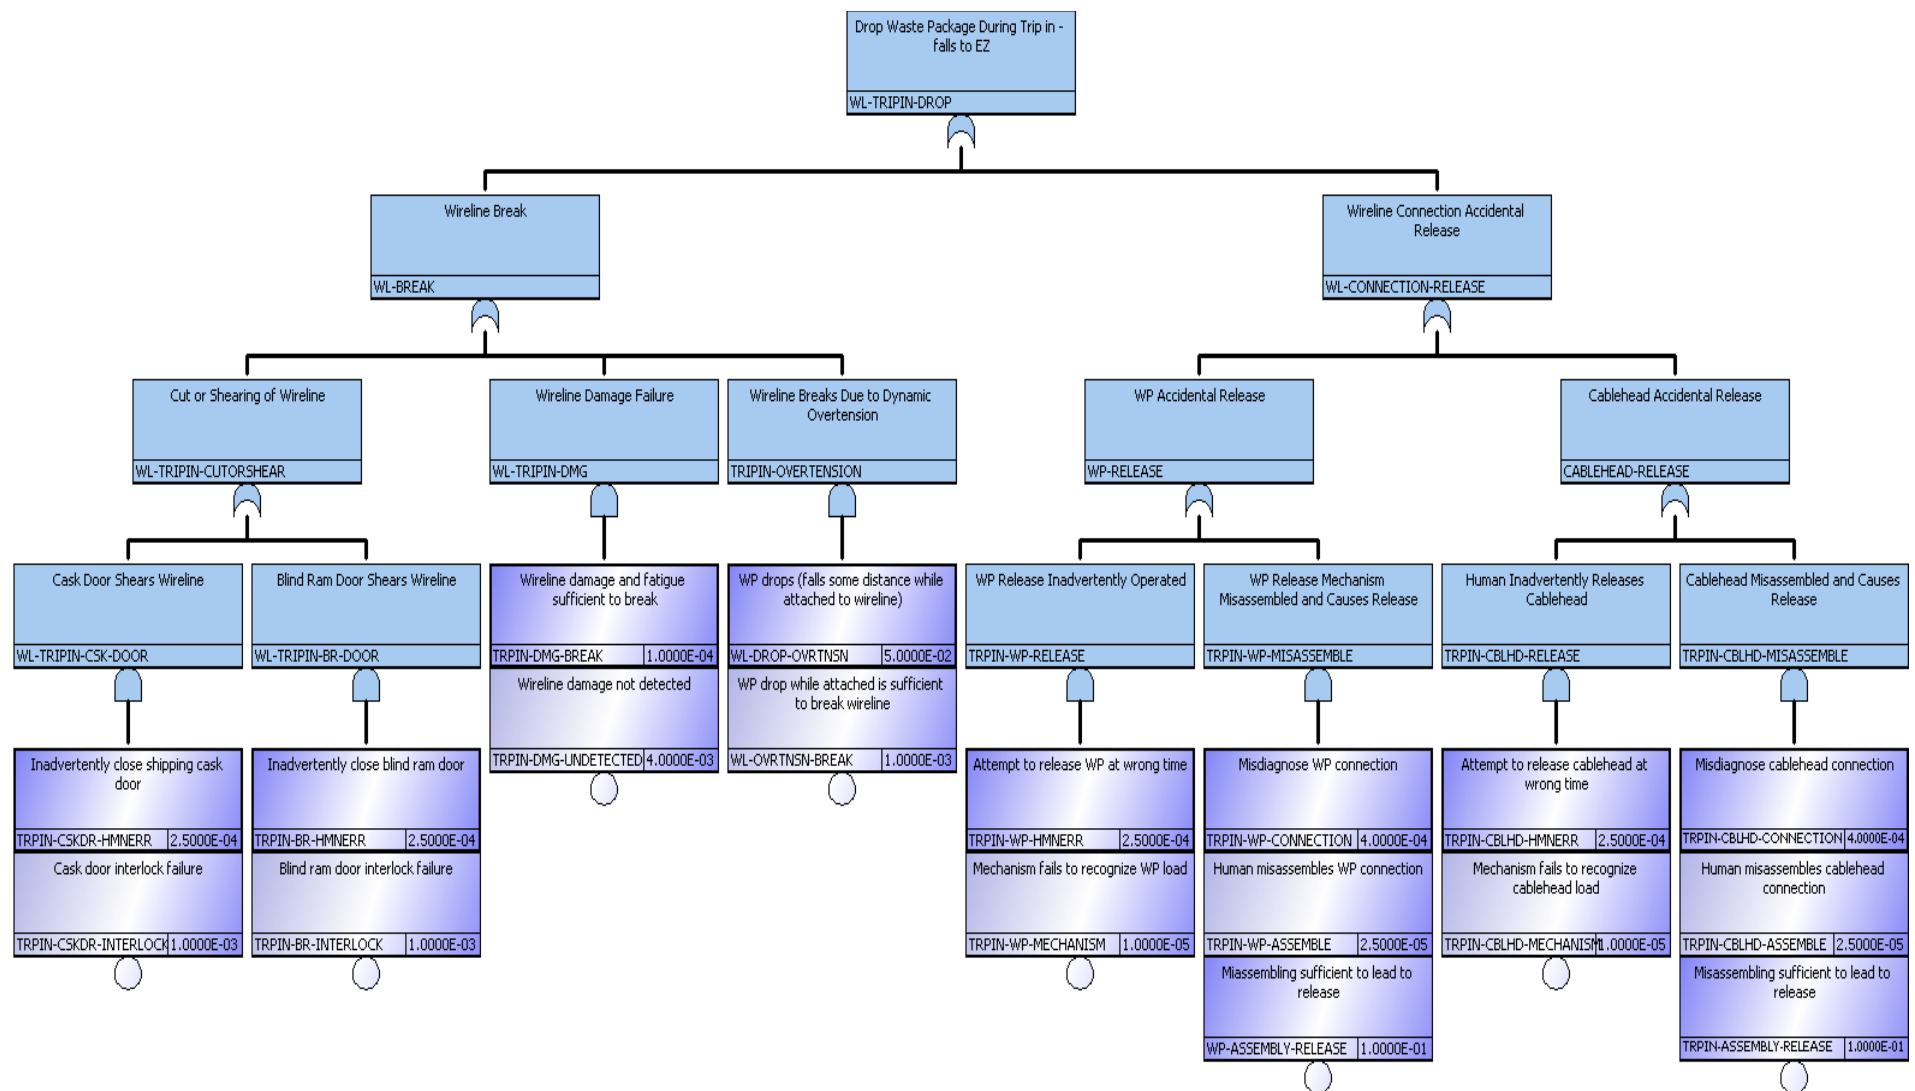 Drop Waste Package During Trip in -
falls to EZ
WL-TRIPIN-DROP
Wireline Break
WL-BREAK
Wireline Connection Accidental
Release
WL-CONNECTION-RELEASE
Cut or Shearing of Wireline
WL-TRIPIN-CUTORSHEAR
Wireline Damage Failure
WL-TRIPIN-DMG
Wireline Breaks Due to Dynamic
Overtension
TRIPIN-OVERTENSION
WP Accidental Release
WP-RELEASE
Cablehead Accidental Release
CABLEHEAD-RELEASE
Cask Door Shears Wireline
WL-TRIPIN-CSK-DOOR
Blind Ram Door Shears Wireline
WL-TRIPIN-BR-DOOR
Wireline damage and fatigue
sufficient to break
TRPIN-DMG-BREAK 1.0000E-04
Wireline damage not detected
TRPIN-DMG-UNDETECTED 4.0000E-03
WP drops (falls some distance while
attached to wireline)
WL-DROP-OVRTNSN 5.0000E-02
WP drop while attached is sufficient
to break wireline
WL-OVRTNSN-BREAK 1.0000E-03
WP Release Inadvertently Operated
TRPIN-WP-RELEASE
WP Release Mechanism
Misassembled and Causes Release
TRPIN-WP-MISASSEMBLE
Human Inadvertently Releases
Cablehead
TRPIN-CBLHD-RELEASE
Cablehead Misassembled and Causes
Release
TRPIN-CBLHD-MISASSEMBLE
Inadvertently close shipping cask
door
TRPIN-CSKDR-HMNERR 2.5000E-04
Cask door interlock failure
TRPIN-CSKDR-INTERLOCK 1.0000E-03
Inadvertently close blind ram door
TRPIN-BR-HMNERR 2.5000E-04
Blind ram door interlock failure
TRPIN-BR-INTERLOCK 1.0000E-03
Attempt to release WP at wrong time
TRPIN-WP-HMNERR 2.5000E-04
Mechanism fails to recognize WP load
TRPIN-WP-MECHANISM 1.0000E-05
Misdiagnose WP connection
TRPIN-WP-CONNECTION 4.0000E-04
Human misassembles WP connection
TRPIN-WP-ASSEMBLE 2.5000E-05
Miassembling sufficient to lead to
release
WP-ASSEMBLY-RELEASE 1.0000E-01
Attempt to release cablehead at
wrong time
TRPIN-CBLHD-HMNERR 2.5000E-04
Mechanism fails to recognize
cablehead load
TRPIN-CBLHD-MECHANISM 1.0000E-05
Misdiagnose cablehead connection
TRPIN-CBLHD-CONNECTION 4.0000E-04
Human misassembles cablehead
connection
TRPIN-CBLHD-ASSEMBLE 2.5000E-05
Misassembling sufficient to lead to
release
TRPIN-ASSEMBLY-RELEASE 1.0000E-01